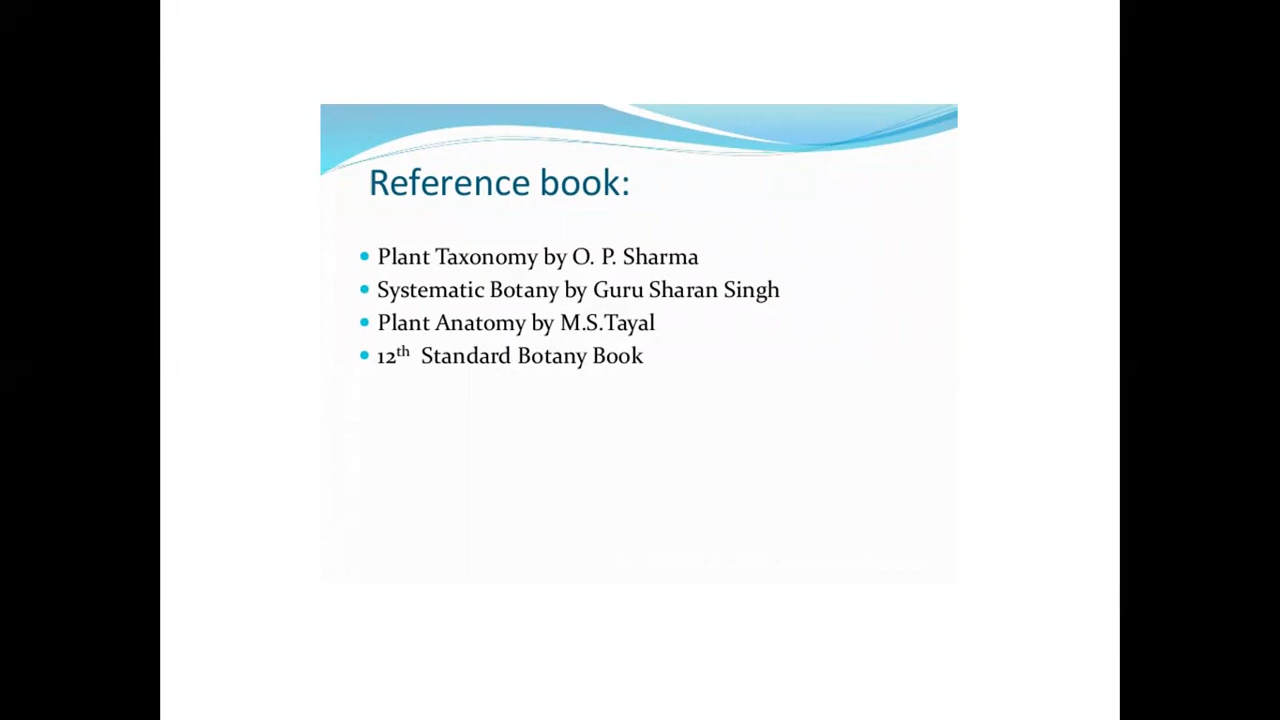 Reference book:
Plant Taxonomy by O. P. Sharma
Systematic Botany by Guru Sharan Singh
Plant Anatomy by M.S.Tayal
12th Standard Botany Book